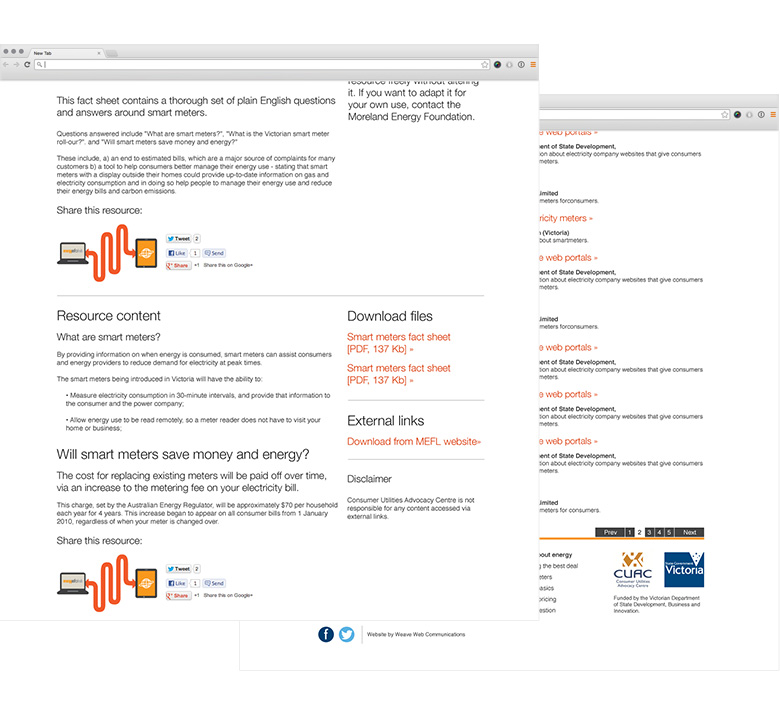 New Tab
resource freely without altering
it. If you want to adapt it for
your own use, contact the
Moreland Energy Foundation.
This fact sheet contains a thorough set of plain English questions
and answers around smart meters.
Questions answered include "What are smart meters?", "What is the Victorian smart meter
roll-our?". and "Will smart meters save money and energy?"
These include, a) an end to estimated bills, which are a major source of complaints for many
customers b) a tool to help consumers better manage their energy use - stating that smart
meters with a display outside their homes could provide up-to-date information on gas and
electricity consumption and in doing so help people to manage their energy use and reduce
their energy bills and carbon emissions.
Share this resource:
Tweet 2
Like 1 Send
Share +1 Share this on Google+
Resource content
What are smart meters?
By providing information on when energy is consumed, smart meters can assist consumers
and energy providers to reduce demand for electricity at peak times.
The smart meters being introduced in Victoria will have the ability to:
• Measure electricity consumption in 30-minute intervals, and provide that information to
the consumer and the power company;
• Allow energy use to be read remotely, so a meter reader does not have to visit your
home or business;
Will smart meters save money and energy?
The cost for replacing existing meters will be paid off over time,
via an increase to the metering fee on your electricity bill.
This charge, set by the Australian Energy Regulator, will be approximately $70 per household
each year for 4 years. This increase began to appear on all consumer bills from 1 January
2010, regardless of when your meter is changed over.
Share this resource:
Tweet 2
Like 1 Send
Share +1 Share this on Google+
Download files
Smart meters fact sheet
[PDF, 137 Kb] »
Smart meters fact sheet
[PDF, 137 Kb] »
External links
Download from MEFL website»
Disclaimer
Consumer Utilities Advocacy Centre is not
responsible for any content accessed via
external links.
e web portals »
ent of State Development,
tion about electricity company websites that give consumers
meters.
Limited
meters forconsumers.
ricity meters »
n (Victoria)
bout smartmeters.
e web portals »
ent of State Development,
tion about electricity company websites that give consumers
meters.
Limited
meters forconsumers.
e web portals »
ent of State Development,
tion about electricity company websites that give consumers
meters.
e web portals »
ent of State Development,
tion about electricity company websites that give consumers
meters.
e web portals »
ent of State Development,
tion about electricity company websites that give consumers
meters.
Limited
meters for consumers.
Prev 1 2 3 4 5 Next
bout energy
g the best deal
eters
asics
pricing
estion
CUAC
Consumer Utilities
Advocacy Centre
State Government
Victoria
Funded by the Victorian Department
of State Development, Business and
Innovation.
Website by Weave Web Communications